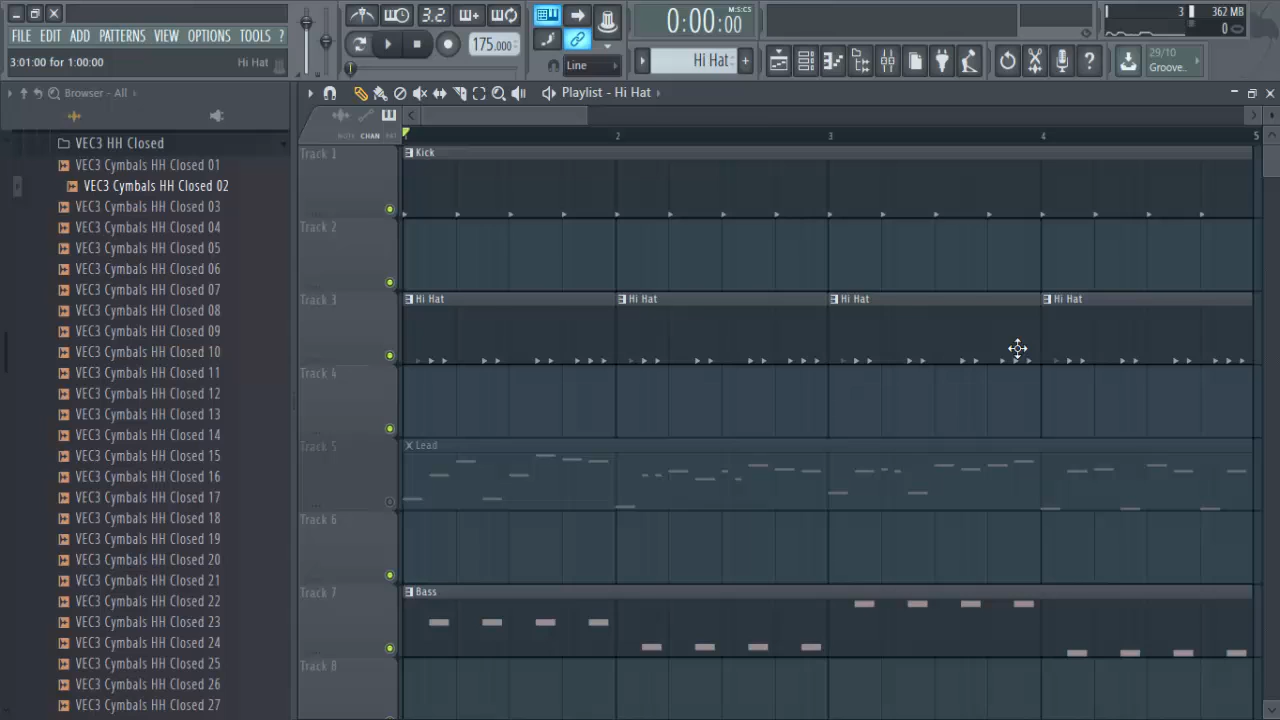 3.2.
3
362 MB
0
0:00:00
M:S:CS
FILE EDIT ADD PATTERNS VIEW OPTIONS TOOLS ?
175.000
29/10
Groove..
3:01:00 for 1:00:00
Hi Hat
Line
Hi Hat
Browser - All
Playlist - Hi Hat
NOTE CHAN PAT
2 3 4 5
VEC3 HH Closed
VEC3 Cymbals HH Closed 01
VEC3 Cymbals HH Closed 02
VEC3 Cymbals HH Closed 03
VEC3 Cymbals HH Closed 04
VEC3 Cymbals HH Closed 05
VEC3 Cymbals HH Closed 06
VEC3 Cymbals HH Closed 07
VEC3 Cymbals HH Closed 08
VEC3 Cymbals HH Closed 09
VEC3 Cymbals HH Closed 10
VEC3 Cymbals HH Closed 11
VEC3 Cymbals HH Closed 12
VEC3 Cymbals HH Closed 13
VEC3 Cymbals HH Closed 14
VEC3 Cymbals HH Closed 15
VEC3 Cymbals HH Closed 16
VEC3 Cymbals HH Closed 17
VEC3 Cymbals HH Closed 18
VEC3 Cymbals HH Closed 19
VEC3 Cymbals HH Closed 20
VEC3 Cymbals HH Closed 21
VEC3 Cymbals HH Closed 22
VEC3 Cymbals HH Closed 23
VEC3 Cymbals HH Closed 24
VEC3 Cymbals HH Closed 25
VEC3 Cymbals HH Closed 26
VEC3 Cymbals HH Closed 27
Track 1
Kick
Track 2
Track 3
Hi Hat
Hi Hat
Hi Hat
Hi Hat
Track 4
Track 5
Lead
Track 6
Track 7
Bass
Track 8